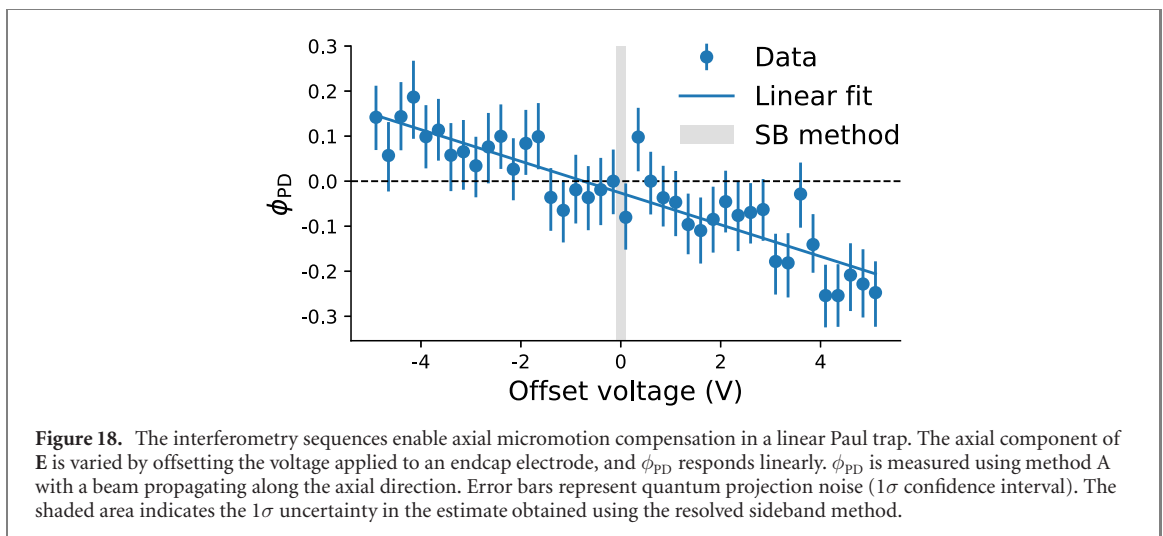 0.3
0.2
0.1
0.0
-0.1
-0.2
-0.3
ϕPD
-4
-2
0
2
4
Offset voltage (V)
Data
Linear fit
SB method
Figure 18. The interferometry sequences enable axial micromotion compensation in a linear Paul trap. The axial component of
E is varied by offsetting the voltage applied to an endcap electrode, and ϕPD responds linearly. ϕPD is measured using method A
with a beam propagating along the axial direction. Error bars represent quantum projection noise (1σ confidence interval). The
shaded area indicates the 1σ uncertainty in the estimate obtained using the resolved sideband method.